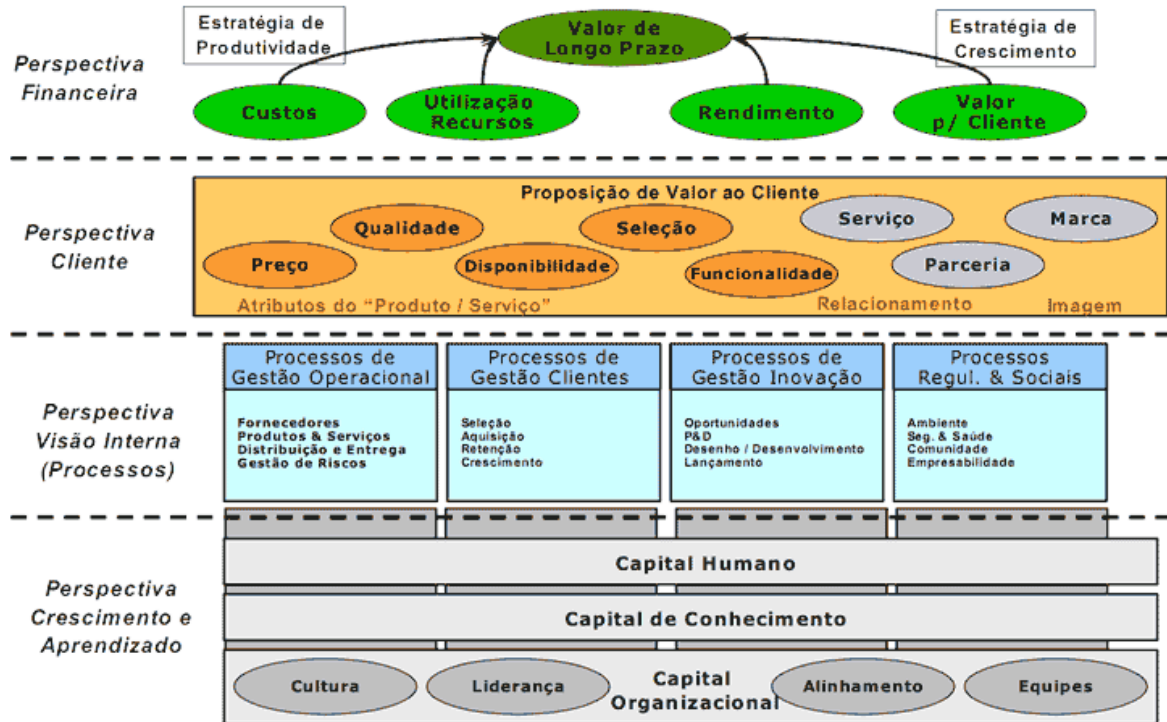 Perspectiva
Financeira
Estratégia de
Produtividade
Valor de
Longo Prazo
Estratégia de
Crescimento
Custos
Utilização
Recursos
Rendimento
Valor
p/ Cliente
Perspectiva
Cliente
Proposição de Valor ao Cliente
Preço
Qualidade
Disponibilidade
Seleção
Funcionalidade
Serviço
Parceria
Marca
Atributos do “Produto / Serviço”
Relacionamento
Imagem
Perspectiva
Visão Interna
(Processos)
Processos de
Gestão Operacional
Fornecedores
Produtos & Serviços
Distribuição e Entrega
Gestão de Riscos
Processos de
Gestão Clientes
Seleção
Aquisição
Retenção
Crescimento
Processos de
Gestão Inovação
Oportunidades
P&D
Desenho / Desenvolvimento
Lançamento
Processos
Regul. & Sociais
Ambiente
Seg. & Saúde
Comunidade
Empresabilidade
Perspectiva
Crescimento e
Aprendizado
Capital Humano
Capital de Conhecimento
Cultura
Liderança
Capital
Organizacional
Alinhamento
Equipes